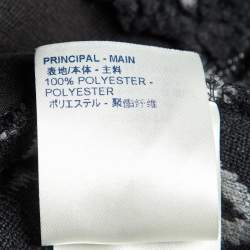 PRINCIPAL - MAIN
表地/本体 - 主料
100% POLYESTER -
POLYESTER
ポリエステル - 聚酯纤维